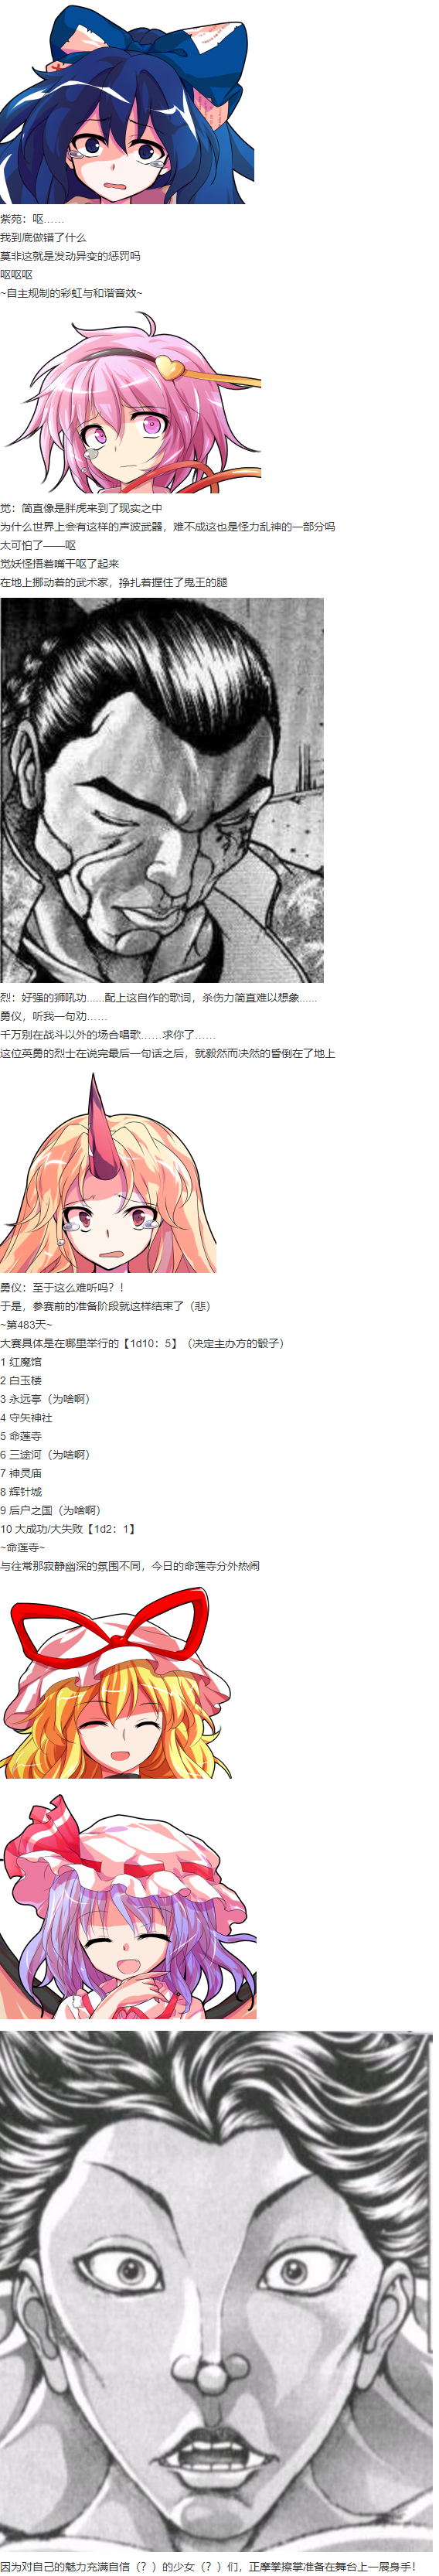 紫苑：呕……
我到底做错了什么
莫非这就是发动异变的惩罚吗
呕呕呕
~自主规制的彩虹与和谐音效~
觉：简直像是胖虎来到了现实之中
为什么世界上会有这样的声波武器，难不成这也是怪力乱神的一部分吗
太可怕了——呕
觉妖怪捂着嘴干呕了起来
在地上挪动着的武术家，挣扎着握住了鬼王的腿
烈：好强的狮吼功......配上这自作的歌词，杀伤力简直难以想象......
勇仪，听我一句劝……
千万别在战斗以外的场合唱歌……求你了……
这位英勇的烈士在说完最后一句话之后，就毅然而决然的昏倒在了地上
勇仪：至于这么难听吗？！
于是，参赛前的准备阶段就这样结束了（悲）
~第483天~
大赛具体是在哪里举行的【1d10：5】（决定主办方的骰子）
1 红魔馆
2 白玉楼
3 永远亭（为啥啊）
4 守矢神社
5 命莲寺
6 三途河（为啥啊）
7 神灵庙
8 辉针城
9 后户之国（为啥啊）
10 大成功/大失败【1d2：1】
~命莲寺~
与往常那寂静幽深的氛围不同，今日的命莲寺分外热闹
因为对自己的魅力充满自信（？）的少女（？）们，正摩拳擦掌准备在舞台上一展身手！